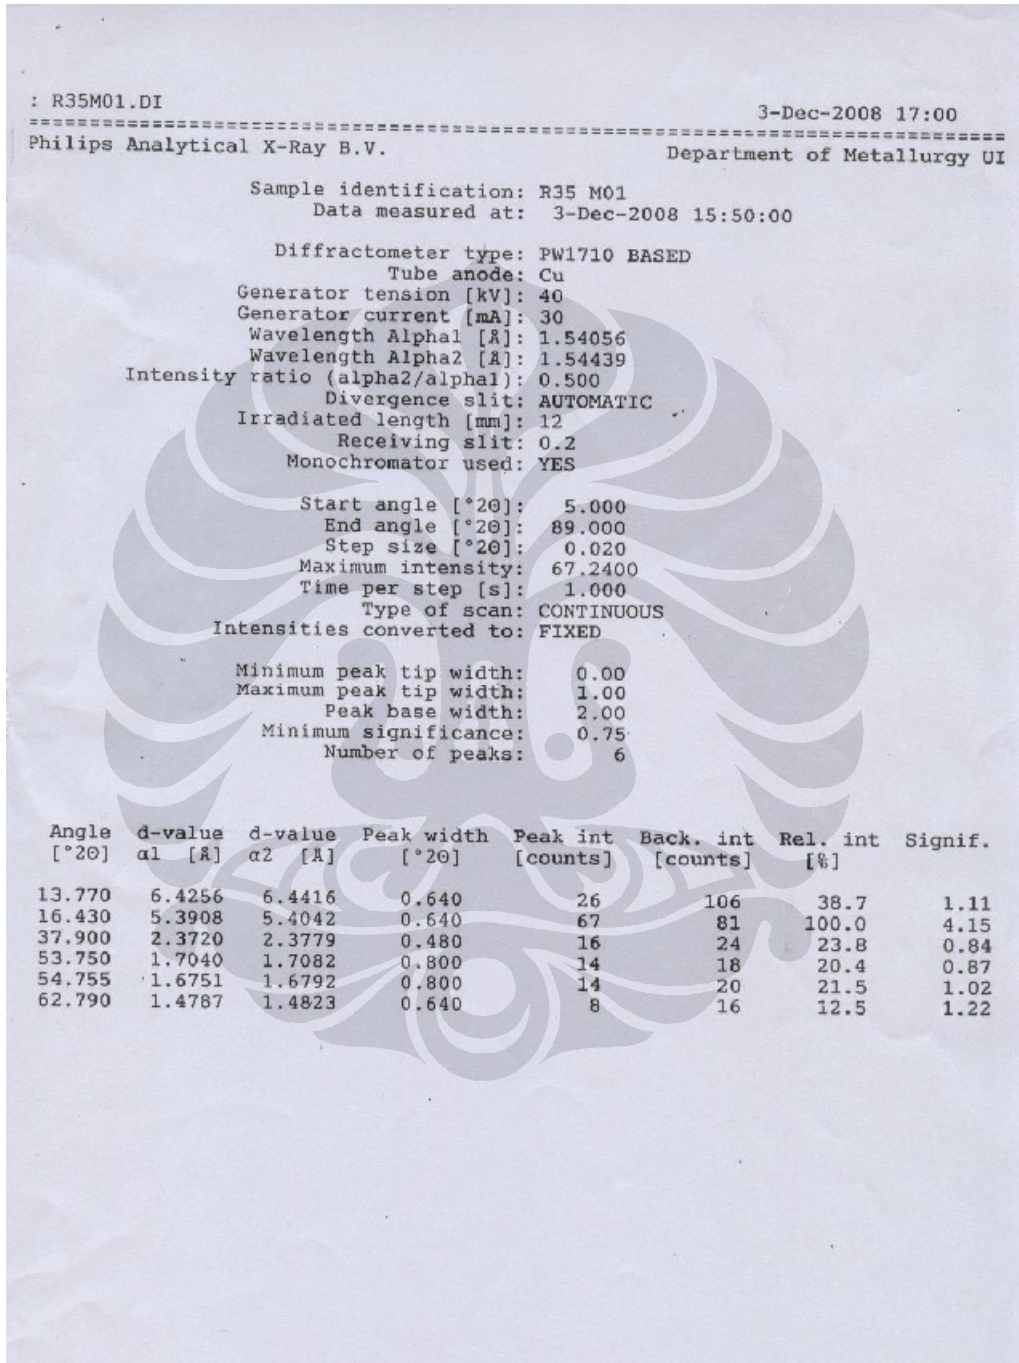 : R35M01.DI 3-Dec-2008 17:00
================================================================================
Philips Analytical X-Ray B.V. Department of Metallurgy UI
Sample identification: R35 M01
Data measured at: 3-Dec-2008 15:50:00
Diffractometer type: PW1710 BASED
Tube anode: Cu
Generator tension [kV]: 40
Generator current [mA]: 30
Wavelength Alpha1 [Å]: 1.54056
Wavelength Alpha2 [Å]: 1.54439
Intensity ratio (alpha2/alpha1): 0.500
Divergence slit: AUTOMATIC
Irradiated length [mm]: 12
Receiving slit: 0.2
Monochromator used: YES
Start angle [°2θ]: 5.000
End angle [°2θ]: 89.000
Step size [°2θ]: 0.020
Maximum intensity: 67.2400
Time per step [s]: 1.000
Type of scan: CONTINUOUS
Intensities converted to: FIXED
Minimum peak tip width: 0.00
Maximum peak tip width: 1.00
Peak base width: 2.00
Minimum significance: 0.75
Number of peaks: 6
Angle d-value d-value Peak width Peak int Back. int Rel. int Signif.
[°2θ] α1 [Å] α2 [Å] [°2θ] [counts] [counts] [%]
13.770 6.4256 6.4416 0.640 26 106 38.7 1.11
16.430 5.3908 5.4042 0.640 67 81 100.0 4.15
37.900 2.3720 2.3779 0.480 16 24 23.8 0.84
53.750 1.7040 1.7082 0.800 14 18 20.4 0.87
54.755 1.6751 1.6792 0.800 14 20 21.5 1.02
62.790 1.4787 1.4823 0.640 8 16 12.5 1.22